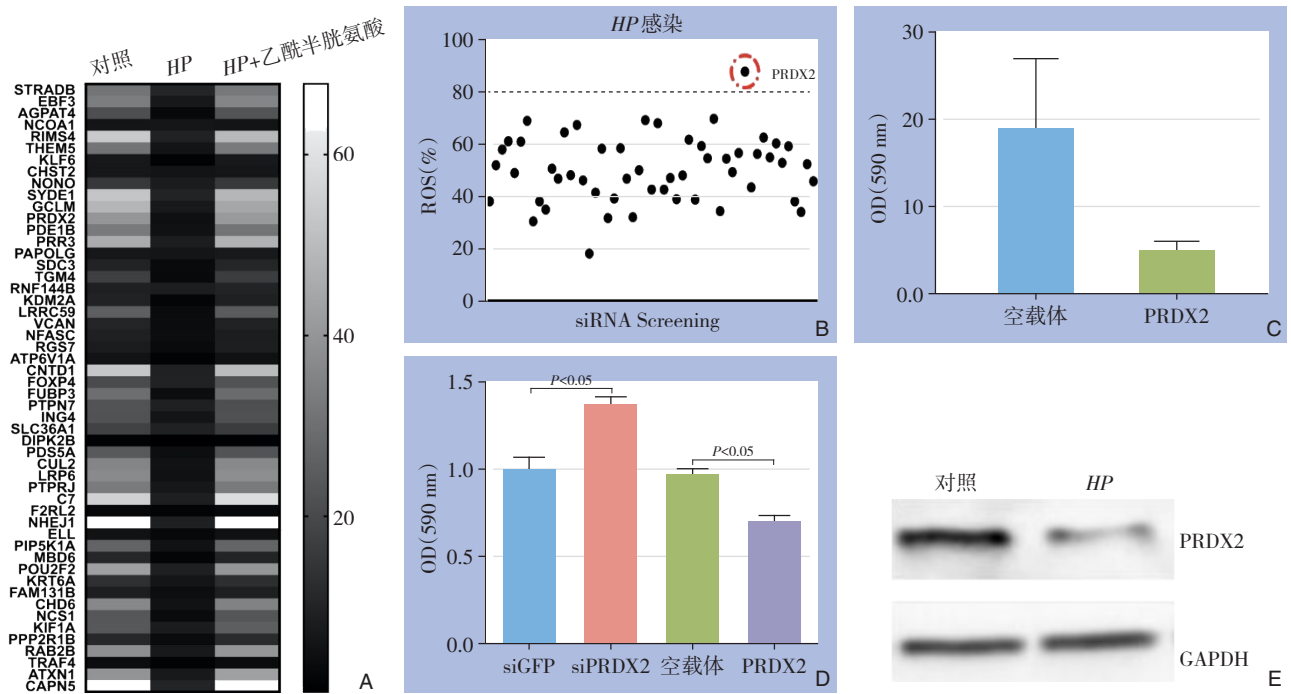 对照
HP
HP+乙酰半胱氨酸
STRADB
EBF3
AGPAT4
NCOA1
RIMS4
THEM5
KLF6
CHST2
NONO
SYDE1
GCLM
PRDX2
PDE1B
PRR3
PAPOLG
SDC3
TGM4
RNF144B
KDM2A
LRRC59
VCAN
NFASC
RGS7
ATP6V1A
CNTD1
FOXP4
FUBP3
PTPN7
ING4
SLC36A1
DIPK2B
PDS5A
CUL2
LRP6
PTPRJ
C7
F2RL2
NHEJ1
ELL
PIP5K1A
MBD6
POU2F2
KRT6A
FAM131B
CHD6
NCS1
KIF1A
PPP2R1B
RAB2B
TRAF4
ATXN1
CAPN5
60
40
20
A
HP感染
ROS(%)
100
80
60
40
20
0
PRDX2
siRNA Screening
B
OD(590 nm)
30
20
10
0.0
空载体
PRDX2
C
OD(590 nm)
1.5
1.0
0.5
0.0
P<0.05
P<0.05
siGFP
siPRDX2
空载体
PRDX2
D
对照
HP
PRDX2
GAPDH
E